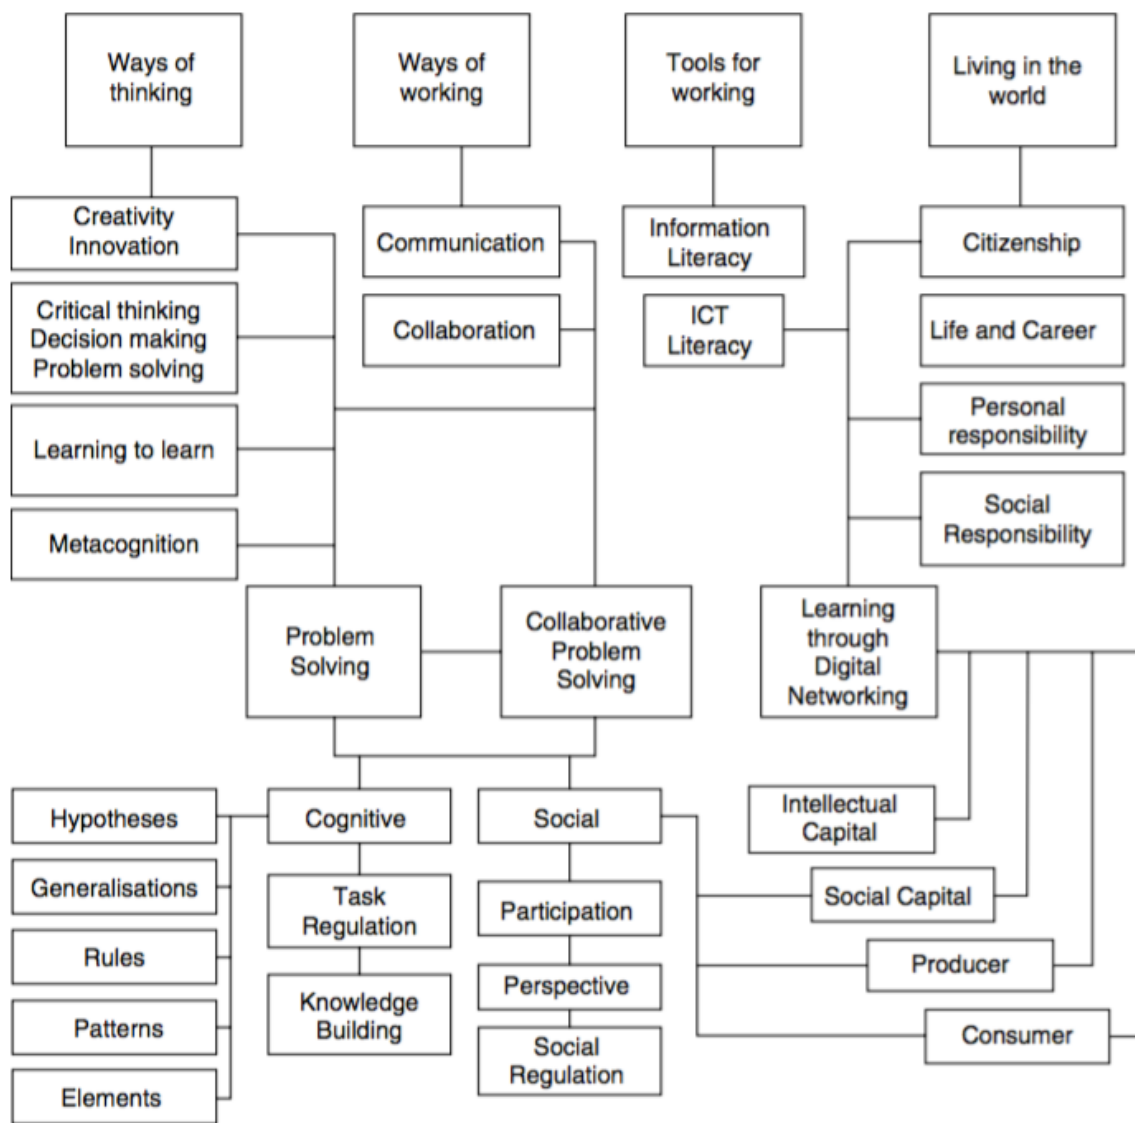 Ways of
thinking
Ways of
working
Tools for
working
Living in the
world
Creativity
Innovation
Communication
Information
Literacy
Citizenship
Critical thinking
Decision making
Problem solving
Collaboration
ICT
Literacy
Life and Career
Learning to learn
Personal
responsibility
Metacognition
Social
Responsibility
Problem
Solving
Collaborative
Problem
Solving
Learning
through
Digital
Networking
Hypotheses
Cognitive
Social
Intellectual
Capital
Generalisations
Task
Regulation
Participation
Social Capital
Rules
Knowledge
Building
Perspective
Producer
Patterns
Social
Regulation
Consumer
Elements